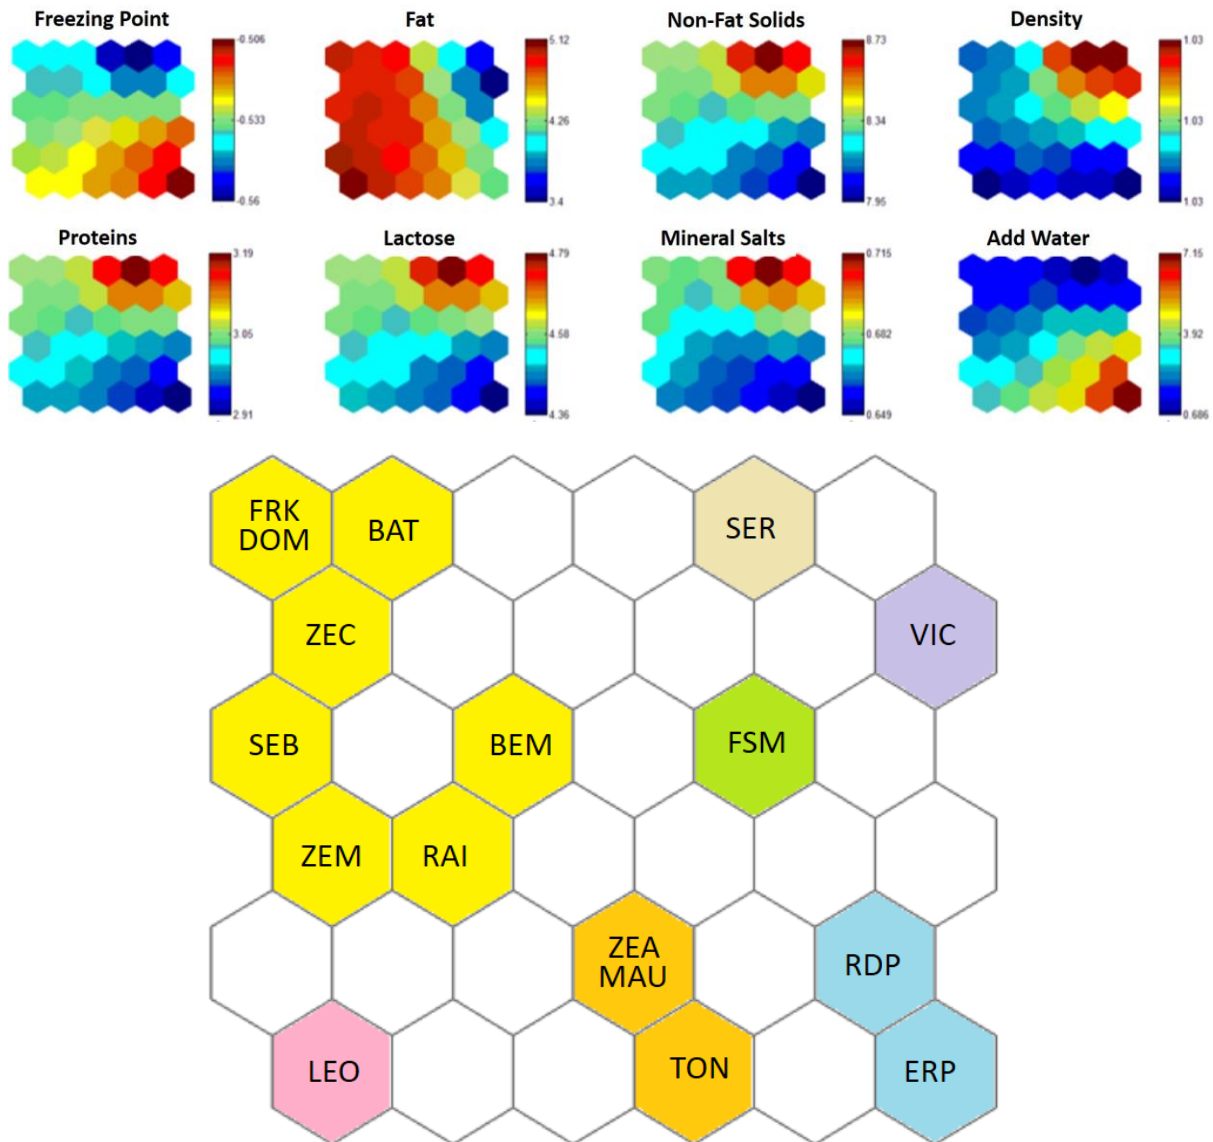 Freezing Point
Fat
Non-Fat Solids
Density
-0.506
-0.533
-0.56
5.12
4.26
3.4
8.73
8.34
7.95
1.03
1.03
1.03
Proteins
Lactose
Mineral Salts
Add Water
3.19
3.05
2.91
4.79
4.58
4.36
0.715
0.682
0.649
7.15
3.92
0.686
FRK
DOM
BAT
SER
ZEC
VIC
SEB
BEM
FSM
ZEM
RAI
ZEA
MAU
RDP
LEO
TON
ERP